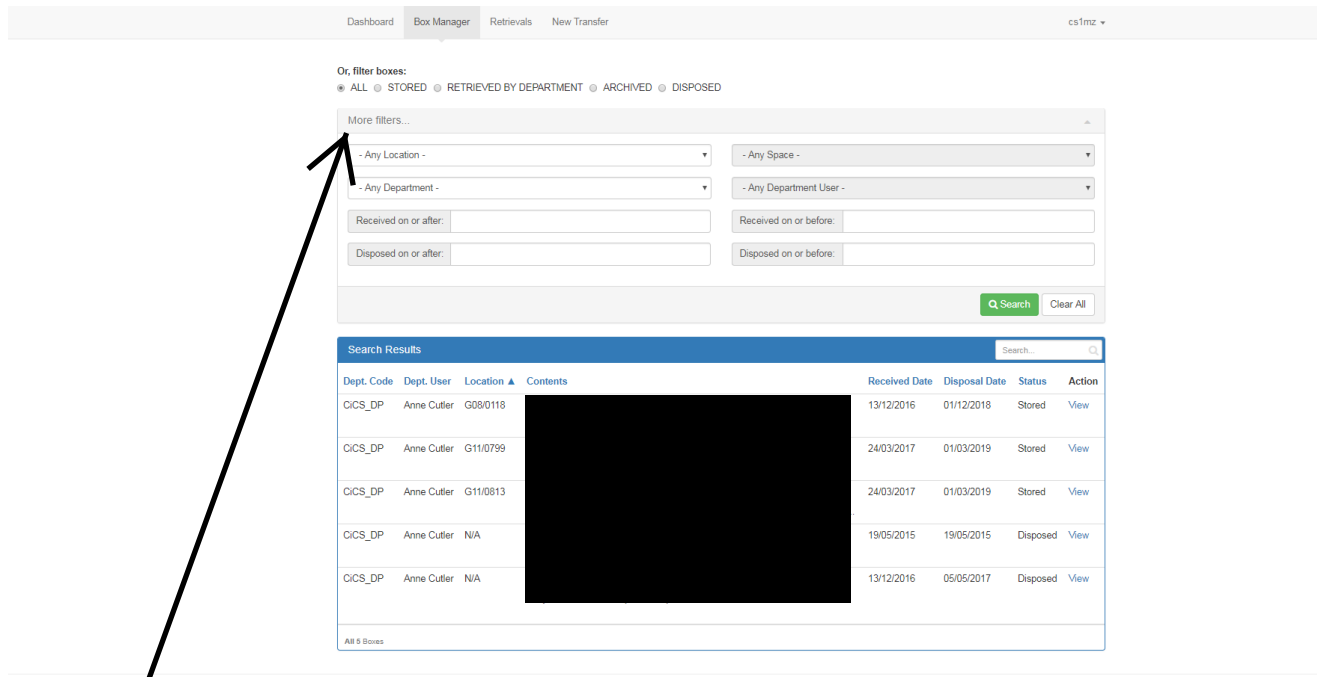 Dashboard Box Manager Retrievals New Transfer cs1mz
Or, filter boxes:
ALL STORED RETRIEVED BY DEPARTMENT ARCHIVED DISPOSED
More filters...
- Any Location - - Any Space -
- Any Department - - Any Department User -
Received on or after: Received on or before:
Disposed on or after: Disposed on or before:
Search Clear All
Search Results Search...
Dept. Code Dept. User Location ▲ Contents Received Date Disposal Date Status Action
CiCS_DP Anne Cutler G08/0118 13/12/2016 01/12/2018 Stored View
CiCS_DP Anne Cutler G11/0799 24/03/2017 01/03/2019 Stored View
CiCS_DP Anne Cutler G11/0813 24/03/2017 01/03/2019 Stored View
CiCS_DP Anne Cutler N/A 19/05/2015 19/05/2015 Disposed View
CiCS_DP Anne Cutler N/A 13/12/2016 05/05/2017 Disposed View
All 5 Boxes